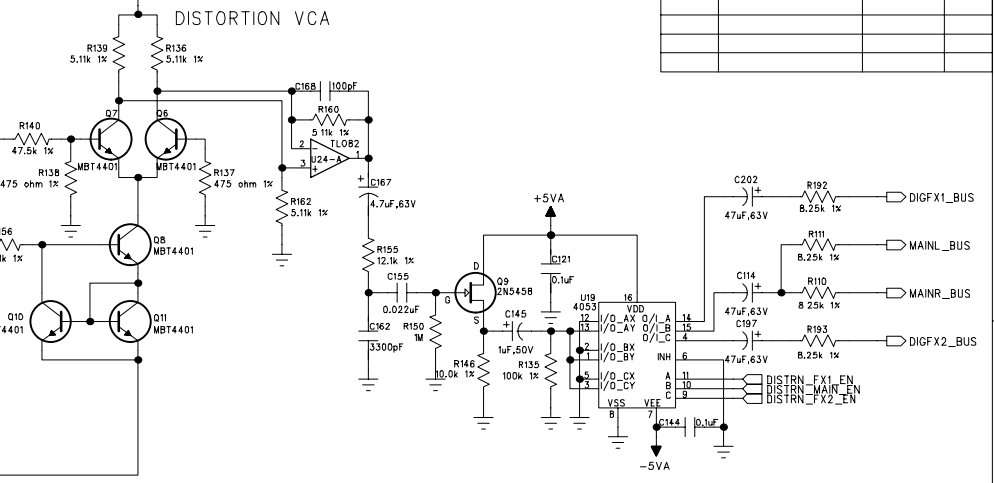 DISTORTION VCA
R139
5.11k 1%
R136
5.11k 1%
C168
100pF
R160
5.11k 1%
TL082
U24-A
2
3
1
Q7
MBT4401
Q6
MBT4401
R140
47.5k 1%
R138
475 ohm 1%
R137
475 ohm 1%
R162
5.11k 1%
C167
4.7uF,63V
R155
12.1k 1%
C155
0.022uF
C162
3300pF
R150
1M
Q8
MBT4401
Q10
Q11
MBT4401
D
G
S
Q9
2N5458
R146
10.0k 1%
C145
1uF,50V
R135
100k 1%
+5VA
C121
0.1uF
U19
4053
16
VDD
12 I/O_AX O/I_A 14
13 I/O_AY O/I_B 15
O/I_C 4
2 I/O_BX
1 I/O_BY INH 6
5 I/O_CX A 11
3 I/O_CY B 10
C 9
VSS VEE
8 7
C144
0.1uF
-5VA
C202
47uF,63V
R192
8.25k 1%
DIGFX1_BUS
R111
8.25k 1%
MAINL_BUS
C114
47uF,63V
R110
8.25k 1%
MAINR_BUS
C197
47uF,63V
R193
8.25k 1%
DIGFX2_BUS
DISTRN_FX1_EN
DISTRN_MAIN_EN
DISTRN_FX2_EN